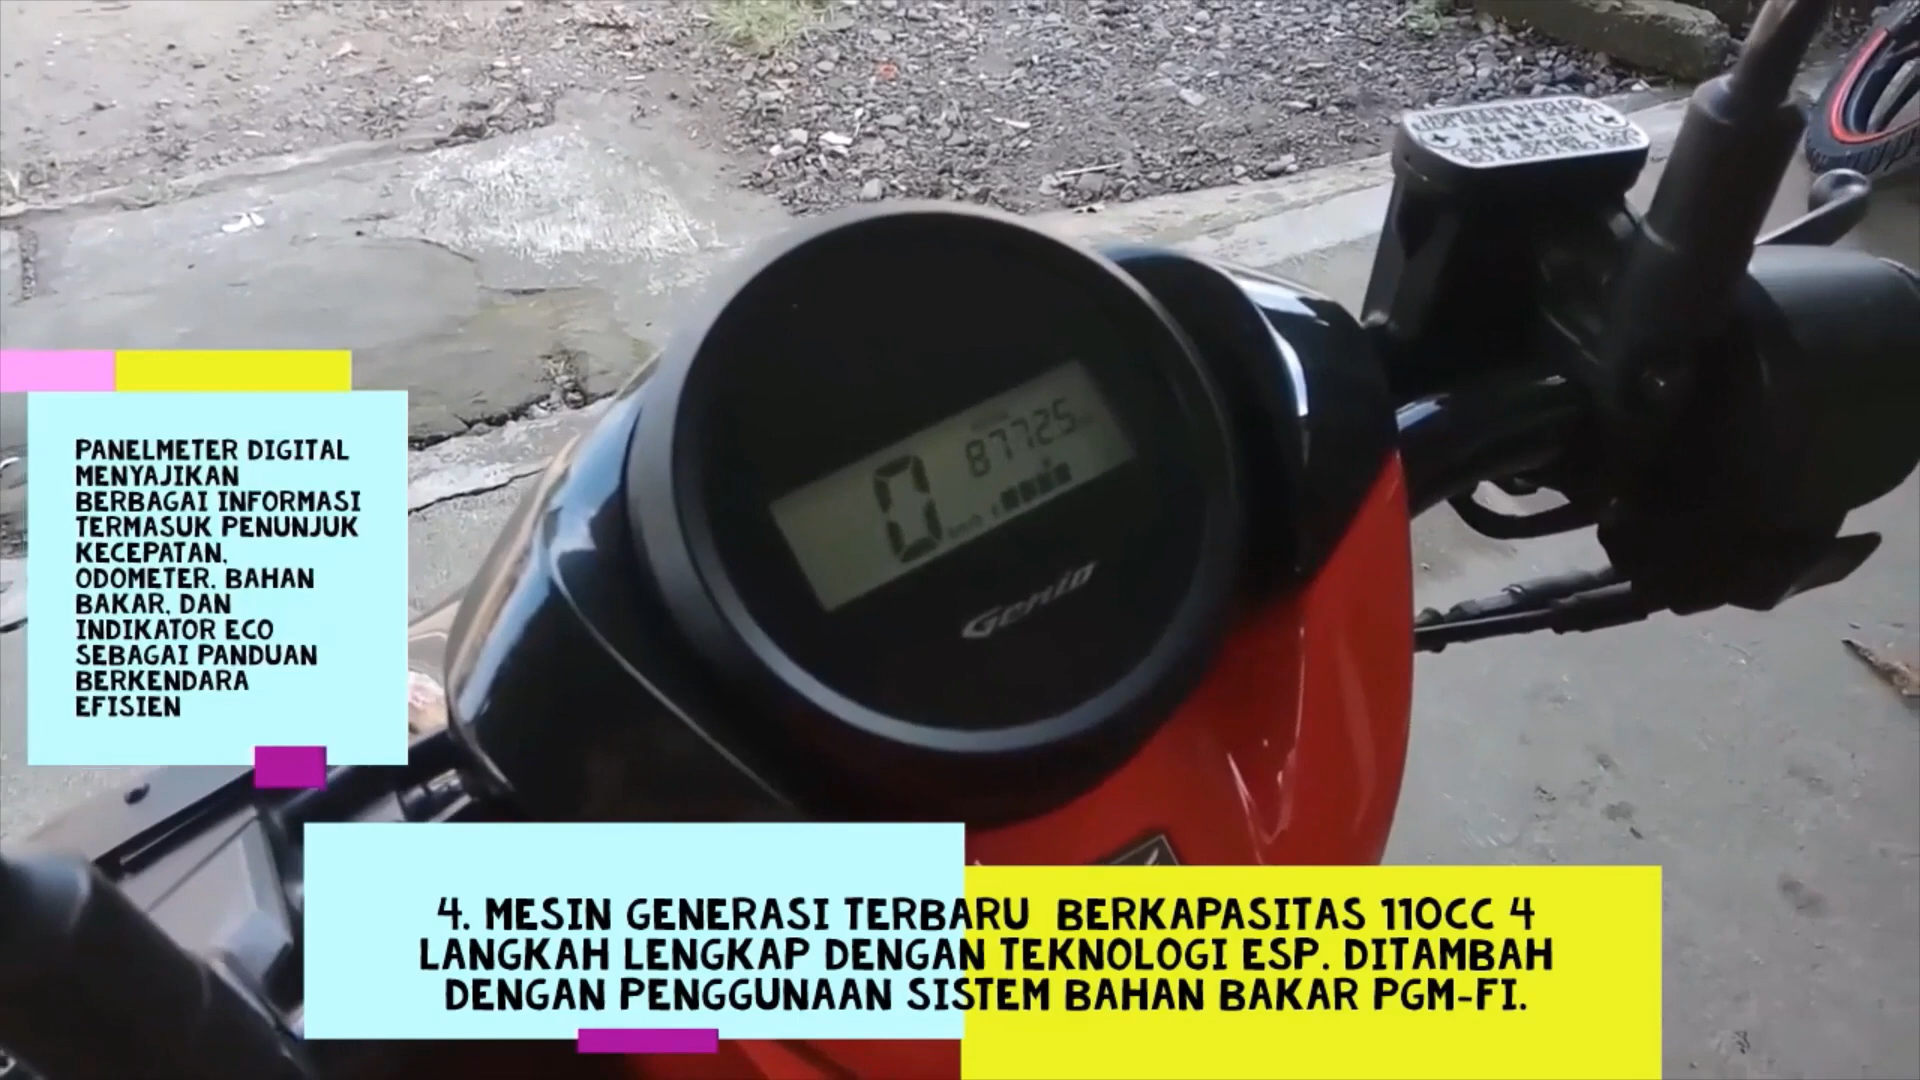 87725
0
km/h
Genio
PANELMETER DIGITAL
MENYAJIKAN
BERBAGAI INFORMASI
TERMASUK PENUNJUK
KECEPATAN,
ODOMETER, BAHAN
BAKAR, DAN
INDIKATOR ECO
SEBAGAI PANDUAN
BERKENDARA
EFISIEN
4. MESIN GENERASI TERBARU BERKAPASITAS 110CC 4
LANGKAH LENGKAP DENGAN TEKNOLOGI ESP. DITAMBAH
DENGAN PENGGUNAAN SISTEM BAHAN BAKAR PGM-FI.